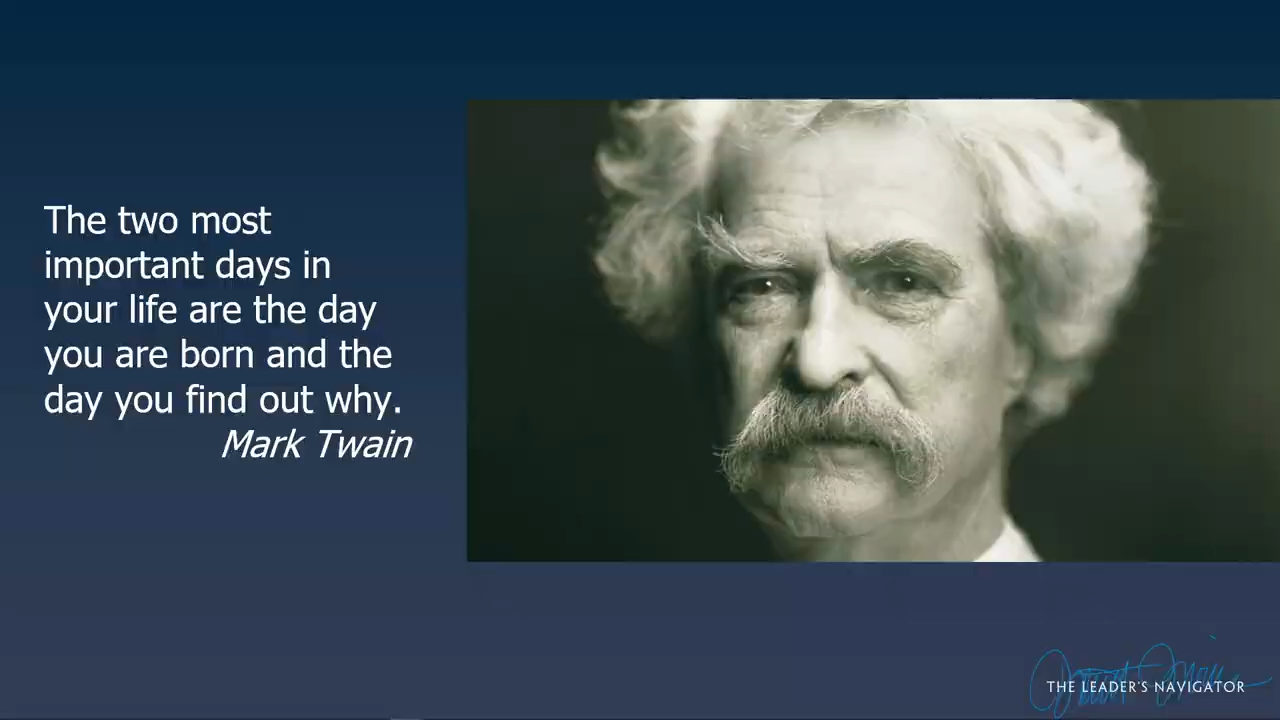 The two most
important days in
your life are the day
you are born and the
day you find out why.
Mark Twain
THE LEADER'S NAVIGATOR